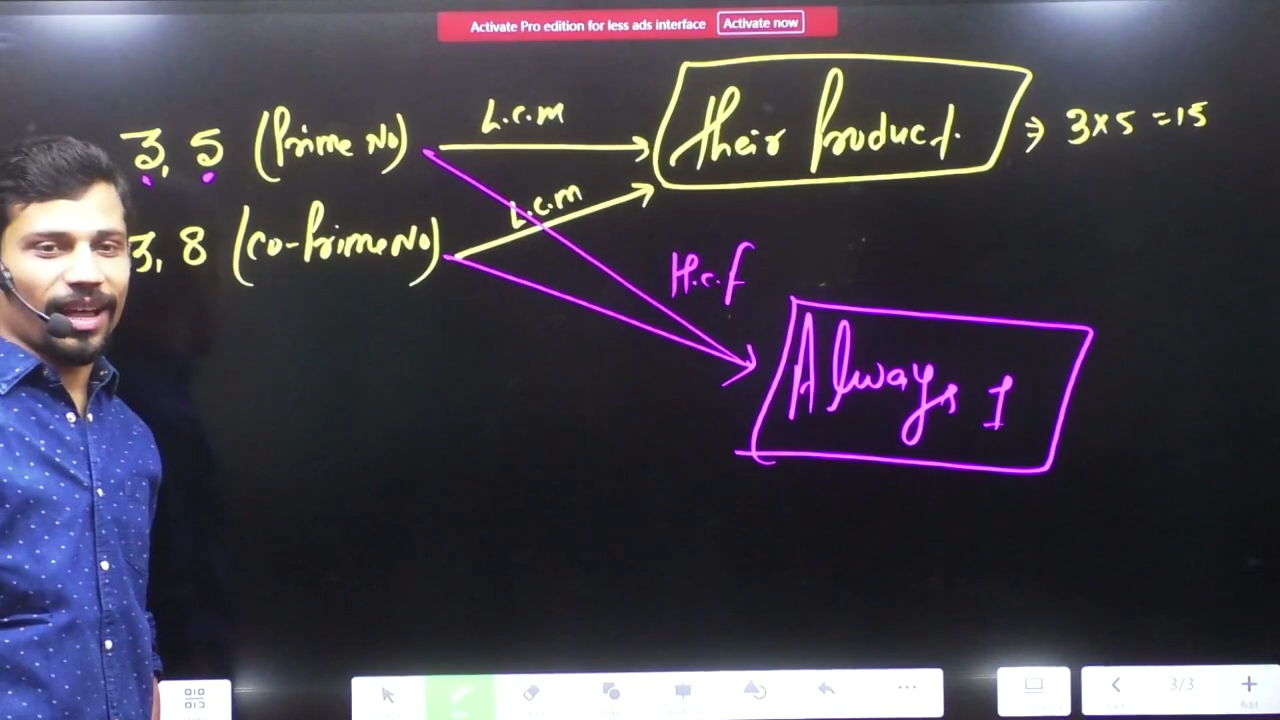 Activate Pro edition for less ads interface Activate now
3, 5 (Prime No)
L.c.m
Their Product.
⇒ 3×5 = 15
3, 8 (Co-Prime No)
L.c.m
H.c.f
Always 1
3/3
Add